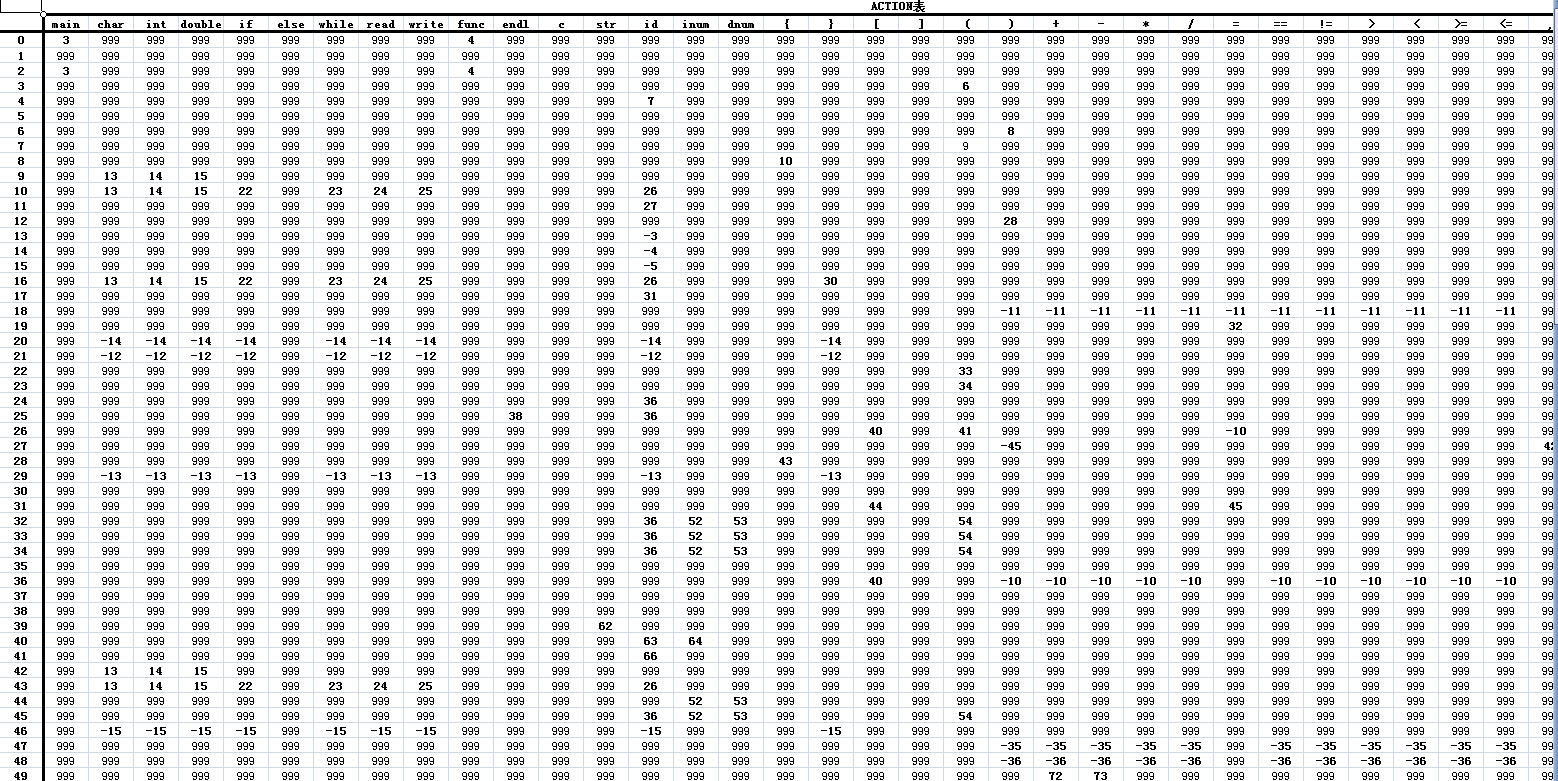 ACTION表
main char int double if else while read write func endl c str id inum dnum { } [ ] ( ) + - * / = == != > < >= <= ,
0 3 999 999 999 999 999 999 999 999 4 999 999 999 999 999 999 999 999 999 999 999 999 999 999 999 999 999 999 999 999 999 999 999 99
1 999 999 999 999 999 999 999 999 999 999 999 999 999 999 999 999 999 999 999 999 999 999 999 999 999 999 999 999 999 999 999 999 999 99
2 3 999 999 999 999 999 999 999 999 4 999 999 999 999 999 999 999 999 999 999 999 999 999 999 999 999 999 999 999 999 999 999 999 99
3 999 999 999 999 999 999 999 999 999 999 999 999 999 999 999 999 999 999 999 999 6 999 999 999 999 999 999 999 999 999 999 999 999 99
4 999 999 999 999 999 999 999 999 999 999 999 999 999 7 999 999 999 999 999 999 999 999 999 999 999 999 999 999 999 999 999 999 999 99
5 999 999 999 999 999 999 999 999 999 999 999 999 999 999 999 999 999 999 999 999 999 999 999 999 999 999 999 999 999 999 999 999 999 99
6 999 999 999 999 999 999 999 999 999 999 999 999 999 999 999 999 999 999 999 999 999 8 999 999 999 999 999 999 999 999 999 999 999 99
7 999 999 999 999 999 999 999 999 999 999 999 999 999 999 999 999 999 999 999 999 9 999 999 999 999 999 999 999 999 999 999 999 999 99
8 999 999 999 999 999 999 999 999 999 999 999 999 999 999 999 999 10 999 999 999 999 999 999 999 999 999 999 999 999 999 999 999 999 99
9 999 13 14 15 999 999 999 999 999 999 999 999 999 999 999 999 999 999 999 999 999 999 999 999 999 999 999 999 999 999 999 999 999 99
10 999 13 14 15 22 999 23 24 25 999 999 999 999 26 999 999 999 999 999 999 999 999 999 999 999 999 999 999 999 999 999 999 999 99
11 999 999 999 999 999 999 999 999 999 999 999 999 999 27 999 999 999 999 999 999 999 999 999 999 999 999 999 999 999 999 999 999 999 99
12 999 999 999 999 999 999 999 999 999 999 999 999 999 999 999 999 999 999 999 999 999 28 999 999 999 999 999 999 999 999 999 999 999 99
13 999 999 999 999 999 999 999 999 999 999 999 999 999 -3 999 999 999 999 999 999 999 999 999 999 999 999 999 999 999 999 999 999 999 99
14 999 999 999 999 999 999 999 999 999 999 999 999 999 -4 999 999 999 999 999 999 999 999 999 999 999 999 999 999 999 999 999 999 999 99
15 999 999 999 999 999 999 999 999 999 999 999 999 999 -5 999 999 999 999 999 999 999 999 999 999 999 999 999 999 999 999 999 999 999 99
16 999 13 14 15 22 999 23 24 25 999 999 999 999 26 999 999 999 30 999 999 999 999 999 999 999 999 999 999 999 999 999 999 999 99
17 999 999 999 999 999 999 999 999 999 999 999 999 999 31 999 999 999 999 999 999 999 999 999 999 999 999 999 999 999 999 999 999 999 99
18 999 999 999 999 999 999 999 999 999 999 999 999 999 999 999 999 999 999 999 999 999 -11 -11 -11 -11 -11 -11 -11 -11 -11 -11 -11 -11 99
19 999 999 999 999 999 999 999 999 999 999 999 999 999 999 999 999 999 999 999 999 999 999 999 999 999 999 32 999 999 999 999 999 999 99
20 999 -14 -14 -14 -14 999 -14 -14 -14 999 999 999 999 -14 999 999 999 -14 999 999 999 999 999 999 999 999 999 999 999 999 999 999 999 99
21 999 -12 -12 -12 -12 999 -12 -12 -12 999 999 999 999 -12 999 999 999 -12 999 999 999 999 999 999 999 999 999 999 999 999 999 999 999 99
22 999 999 999 999 999 999 999 999 999 999 999 999 999 999 999 999 999 999 999 999 33 999 999 999 999 999 999 999 999 999 999 999 999 99
23 999 999 999 999 999 999 999 999 999 999 999 999 999 999 999 999 999 999 999 999 34 999 999 999 999 999 999 999 999 999 999 999 999 99
24 999 999 999 999 999 999 999 999 999 999 999 999 999 36 999 999 999 999 999 999 999 999 999 999 999 999 999 999 999 999 999 999 999 99
25 999 999 999 999 999 999 999 999 999 999 38 999 999 36 999 999 999 999 999 999 999 999 999 999 999 999 999 999 999 999 999 999 999 99
26 999 999 999 999 999 999 999 999 999 999 999 999 999 999 999 999 999 999 40 999 41 999 999 999 999 999 -10 999 999 999 999 999 999 99
27 999 999 999 999 999 999 999 999 999 999 999 999 999 999 999 999 999 999 999 999 999 -45 999 999 999 999 999 999 999 999 999 999 999
28 999 999 999 999 999 999 999 999 999 999 999 999 999 999 999 999 43 999 999 999 999 999 999 999 999 999 999 999 999 999 999 999 999 99
29 999 -13 -13 -13 -13 999 -13 -13 -13 999 999 999 999 -13 999 999 999 -13 999 999 999 999 999 999 999 999 999 999 999 999 999 999 999 99
30 999 999 999 999 999 999 999 999 999 999 999 999 999 999 999 999 999 999 999 999 999 999 999 999 999 999 999 999 999 999 999 999 999 99
31 999 999 999 999 999 999 999 999 999 999 999 999 999 999 999 999 999 999 44 999 999 999 999 999 999 999 45 999 999 999 999 999 999 99
32 999 999 999 999 999 999 999 999 999 999 999 999 999 36 52 53 999 999 999 999 54 999 999 999 999 999 999 999 999 999 999 999 999 99
33 999 999 999 999 999 999 999 999 999 999 999 999 999 36 52 53 999 999 999 999 54 999 999 999 999 999 999 999 999 999 999 999 999 99
34 999 999 999 999 999 999 999 999 999 999 999 999 999 36 52 53 999 999 999 999 54 999 999 999 999 999 999 999 999 999 999 999 999 99
35 999 999 999 999 999 999 999 999 999 999 999 999 999 999 999 999 999 999 999 999 999 999 999 999 999 999 999 999 999 999 999 999 999 99
36 999 999 999 999 999 999 999 999 999 999 999 999 999 999 999 999 999 999 40 999 999 -10 -10 -10 -10 -10 999 -10 -10 -10 -10 -10 -10 99
37 999 999 999 999 999 999 999 999 999 999 999 999 999 999 999 999 999 999 999 999 999 999 999 999 999 999 999 999 999 999 999 999 999 99
38 999 999 999 999 999 999 999 999 999 999 999 999 999 999 999 999 999 999 999 999 999 999 999 999 999 999 999 999 999 999 999 999 999 99
39 999 999 999 999 999 999 999 999 999 999 999 999 62 999 999 999 999 999 999 999 999 999 999 999 999 999 999 999 999 999 999 999 999 99
40 999 999 999 999 999 999 999 999 999 999 999 999 999 63 64 999 999 999 999 999 999 999 999 999 999 999 999 999 999 999 999 999 999 99
41 999 999 999 999 999 999 999 999 999 999 999 999 999 66 999 999 999 999 999 999 999 999 999 999 999 999 999 999 999 999 999 999 999 99
42 999 13 14 15 999 999 999 999 999 999 999 999 999 999 999 999 999 999 999 999 999 999 999 999 999 999 999 999 999 999 999 999 999 99
43 999 13 14 15 22 999 23 24 25 999 999 999 999 26 999 999 999 999 999 999 999 999 999 999 999 999 999 999 999 999 999 999 999 99
44 999 999 999 999 999 999 999 999 999 999 999 999 999 999 52 53 999 999 999 999 999 999 999 999 999 999 999 999 999 999 999 999 999 99
45 999 999 999 999 999 999 999 999 999 999 999 999 999 36 52 53 999 999 999 999 54 999 999 999 999 999 999 999 999 999 999 999 999 99
46 999 -15 -15 -15 -15 999 -15 -15 -15 999 999 999 999 -15 999 999 999 -15 999 999 999 999 999 999 999 999 999 999 999 999 999 999 999 99
47 999 999 999 999 999 999 999 999 999 999 999 999 999 999 999 999 999 999 999 999 999 -35 -35 -35 -35 -35 999 -35 -35 -35 -35 -35 -35 99
48 999 999 999 999 999 999 999 999 999 999 999 999 999 999 999 999 999 999 999 999 999 -36 -36 -36 -36 -36 999 -36 -36 -36 -36 -36 -36 99
49 999 999 999 999 999 999 999 999 999 999 999 999 999 999 999 999 999 999 999 999 999 999 72 73 999 999 999 999 999 999 999 999 999 99